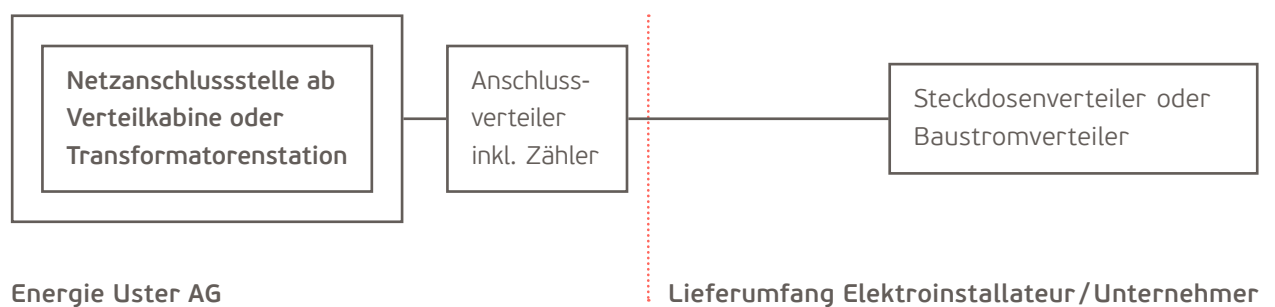 Netzanschlussstelle ab
Verteilkabine oder
Transformatorenstation
Anschluss-
verteiler
inkl. Zähler
Steckdosenverteiler oder
Baustromverteiler
Energie Uster AG
Lieferumfang Elektroinstallateur / Unternehmer